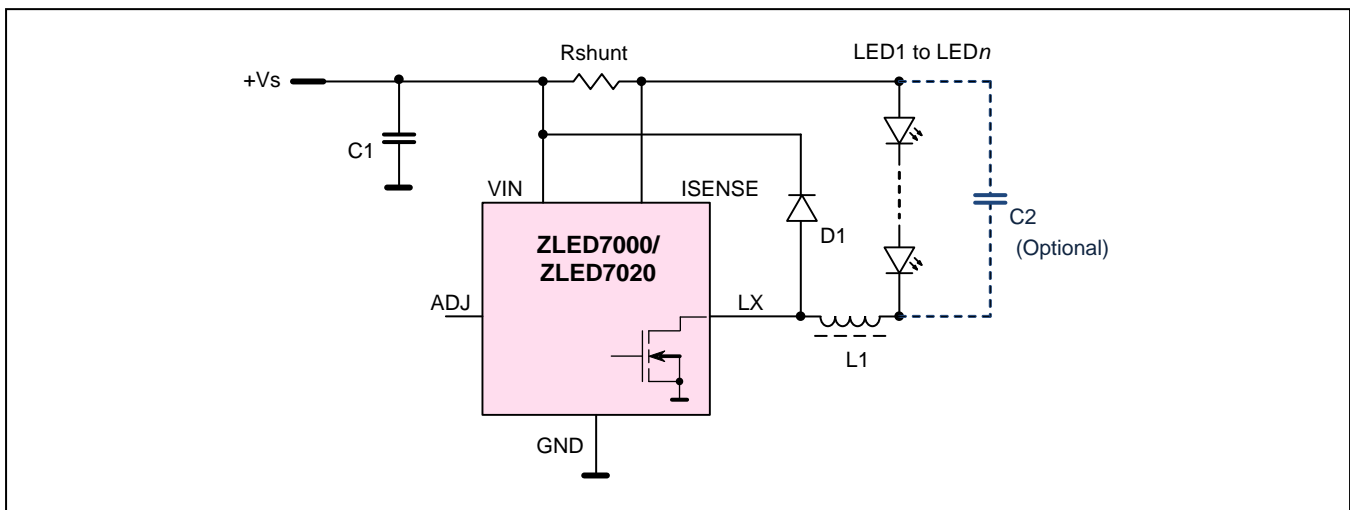 Rshunt
LED1 to LEDn
+Vs
C1
VIN
ISENSE
D1
C2
(Optional)
ZLED7000/
ZLED7020
ADJ
LX
L1
GND